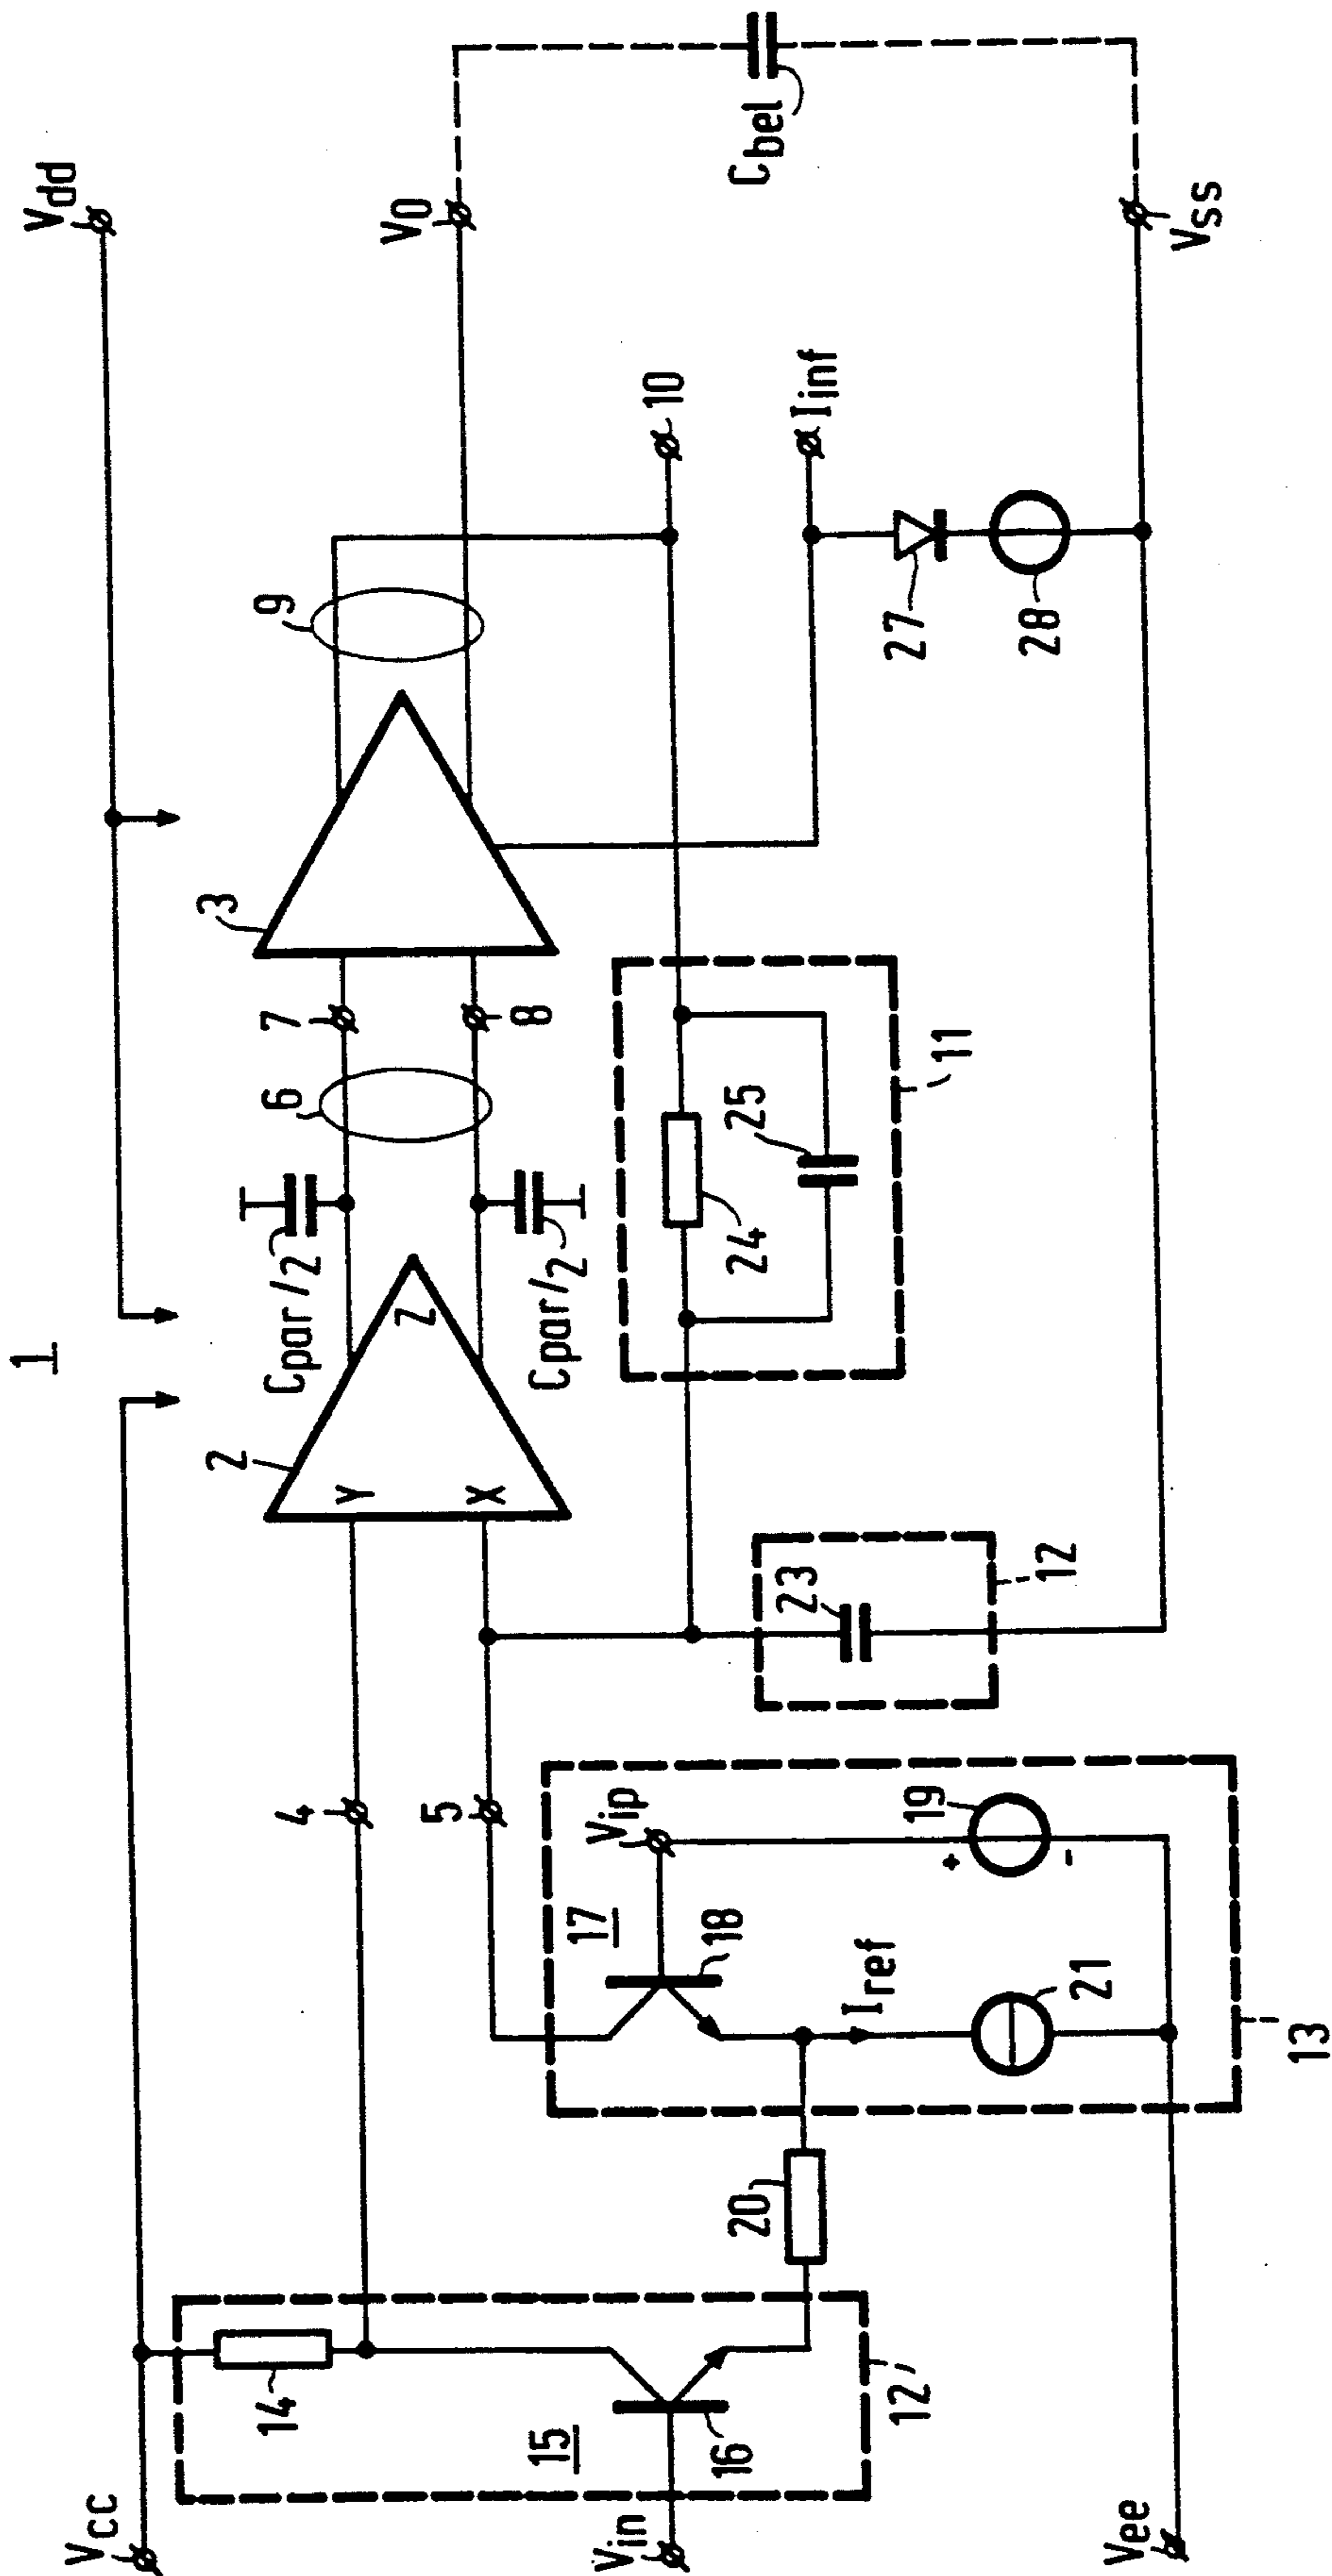 1
Vcc
Vdd
9
3
V0
7
6
2
Cpar/2
Y
Z
X
8
Cpar/2
14
4
5
10
15
16
12'
Vin
17
Vip
18
20
Iref
19
+
-
21
13
23
12
24
25
11
Iinf
27
28
Cbel
Vee
Vss